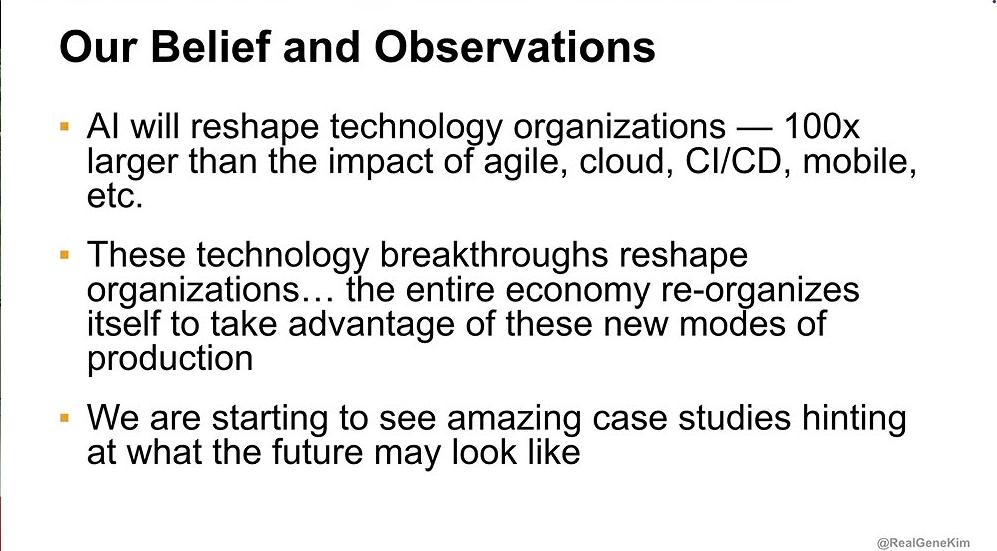 Our Belief and Observations
▪ AI will reshape technology organizations — 100x
larger than the impact of agile, cloud, CI/CD, mobile,
etc.
▪ These technology breakthroughs reshape
organizations… the entire economy re-organizes
itself to take advantage of these new modes of
production
▪ We are starting to see amazing case studies hinting
at what the future may look like
@RealGeneKim